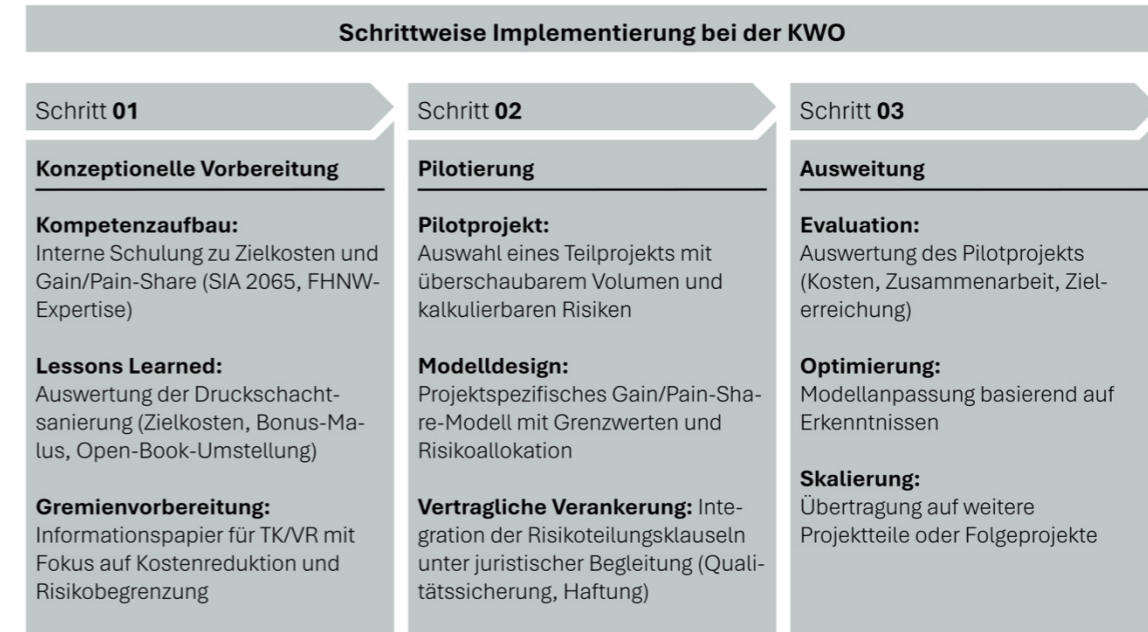 Schrittweise Implementierung bei der KWO
Schritt 01
Konzeptionelle Vorbereitung
Kompetenzaufbau:
Interne Schulung zu Zielkosten und
Gain/Pain-Share (SIA 2065, FHNW-
Expertise)
Lessons Learned:
Auswertung der Druckschacht-
sanierung (Zielkosten, Bonus-Ma-
lus, Open-Book-Umstellung)
Gremienvorbereitung:
Informationspapier für TK/VR mit
Fokus auf Kostenreduktion und
Risikobegrenzung
Schritt 02
Pilotierung
Pilotprojekt:
Auswahl eines Teilprojekts mit
überschaubarem Volumen und
kalkulierbaren Risiken
Modelldesign:
Projektspezifisches Gain/Pain-Sha-
re-Modell mit Grenzwerten und
Risikoallokation
Vertragliche Verankerung: Inte-
gration der Risikoteilungsklauseln
unter juristischer Begleitung (Quali-
tätssicherung, Haftung)
Schritt 03
Ausweitung
Evaluation:
Auswertung des Pilotprojekts
(Kosten, Zusammenarbeit, Ziel-
erreichung)
Optimierung:
Modellanpassung basierend auf
Erkenntnissen
Skalierung:
Übertragung auf weitere
Projektteile oder Folgeprojekte